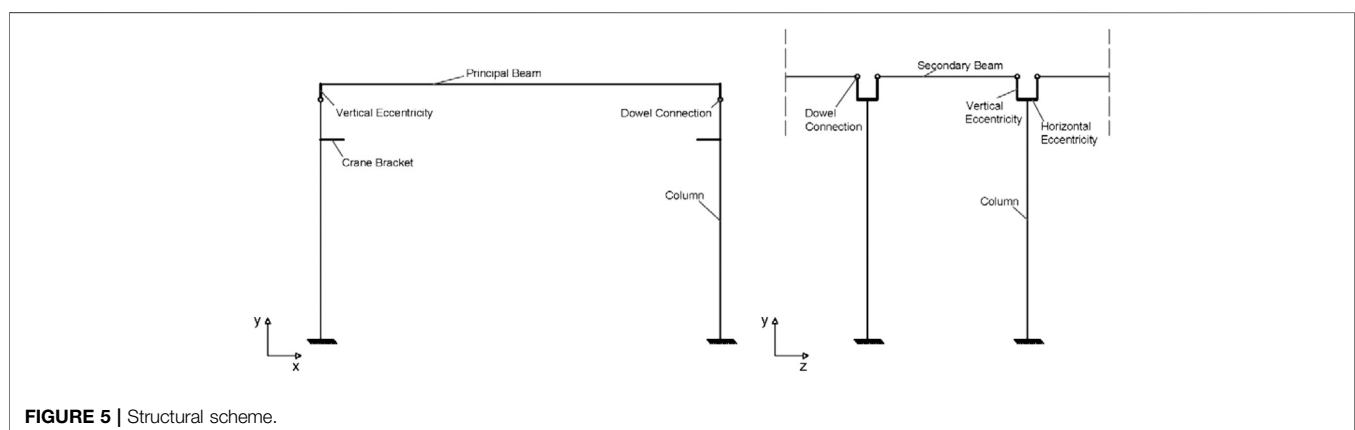 Principal Beam
Vertical Eccentricity
Dowel Connection
Crane Bracket
Column
y
x
Secondary Beam
Dowel
Connection
Vertical
Eccentricity
Horizontal
Eccentricity
Column
y
z
FIGURE 5 | Structural scheme.